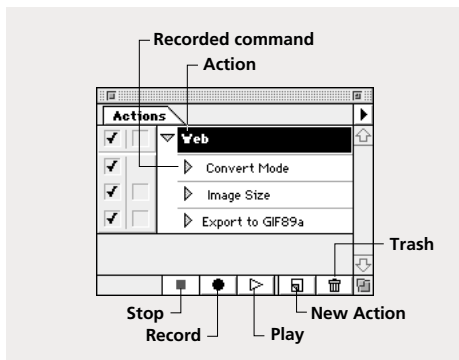 Recorded command
Action
Actions
Web
Convert Mode
Image Size
Export to GIF89a
Trash
Stop
New Action
Record
Play